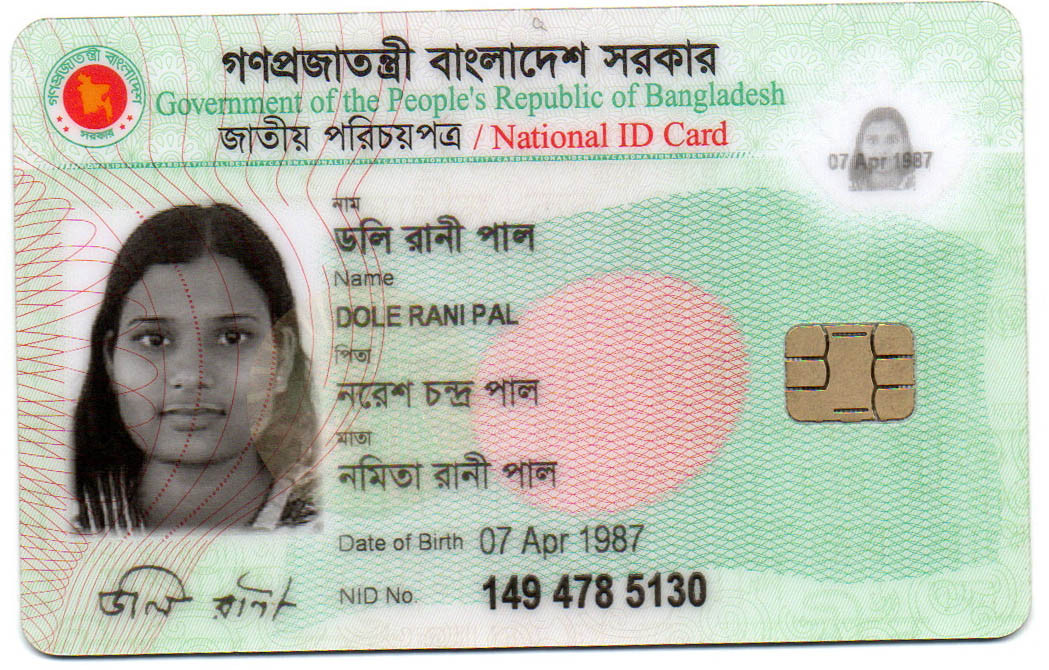 গণপ্রজাতন্ত্রী বাংলাদেশ সরকার
Government of the People's Republic of Bangladesh
জাতীয় পরিচয়পত্র / National ID Card
গণপ্রজাতন্ত্রী বাংলাদেশ
সরকার
07 Apr 1987
নাম
ডলি রানী পাল
Name
DOLE RANI PAL
পিতা
নরেশ চন্দ্র পাল
মাতা
নমিতা রানী পাল
Date of Birth 07 Apr 1987
NID No. 149 478 5130
ডলি রানী